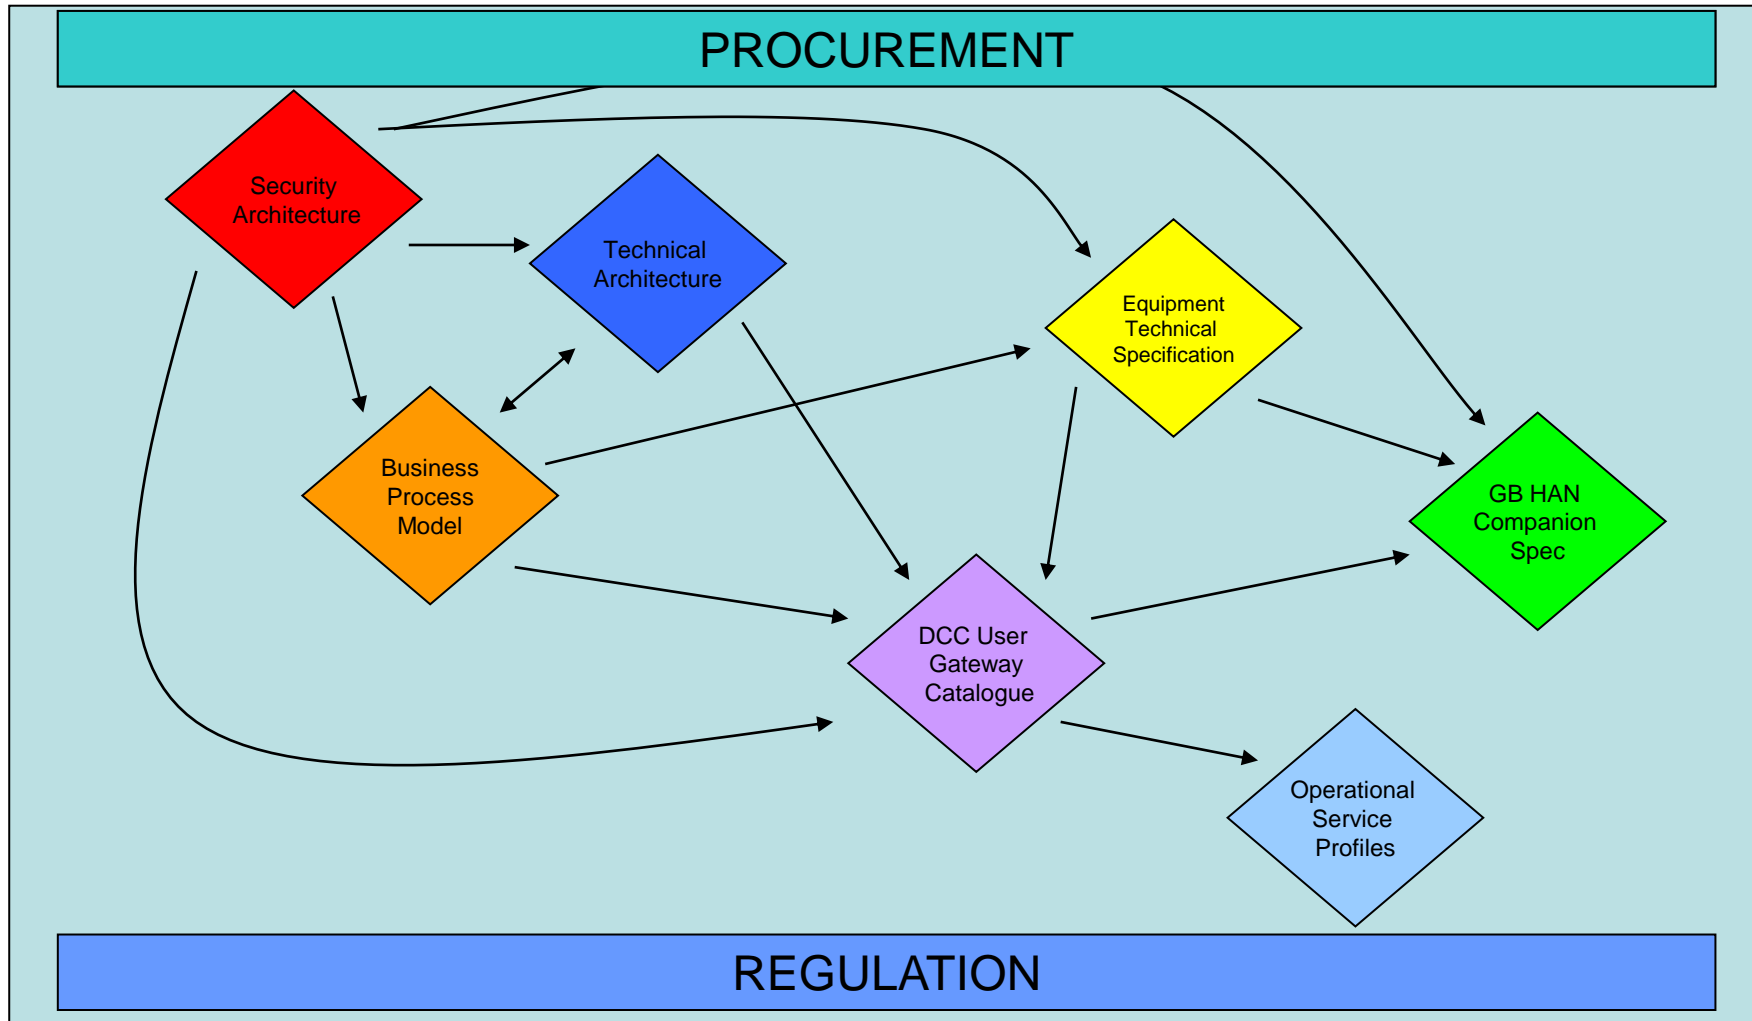 PROCUREMENT
Security
Architecture
Technical
Architecture
Equipment
Technical
Specification
Business
Process
Model
GB HAN
Companion
Spec
DCC User
Gateway
Catalogue
Operational
Service
Profiles
REGULATION